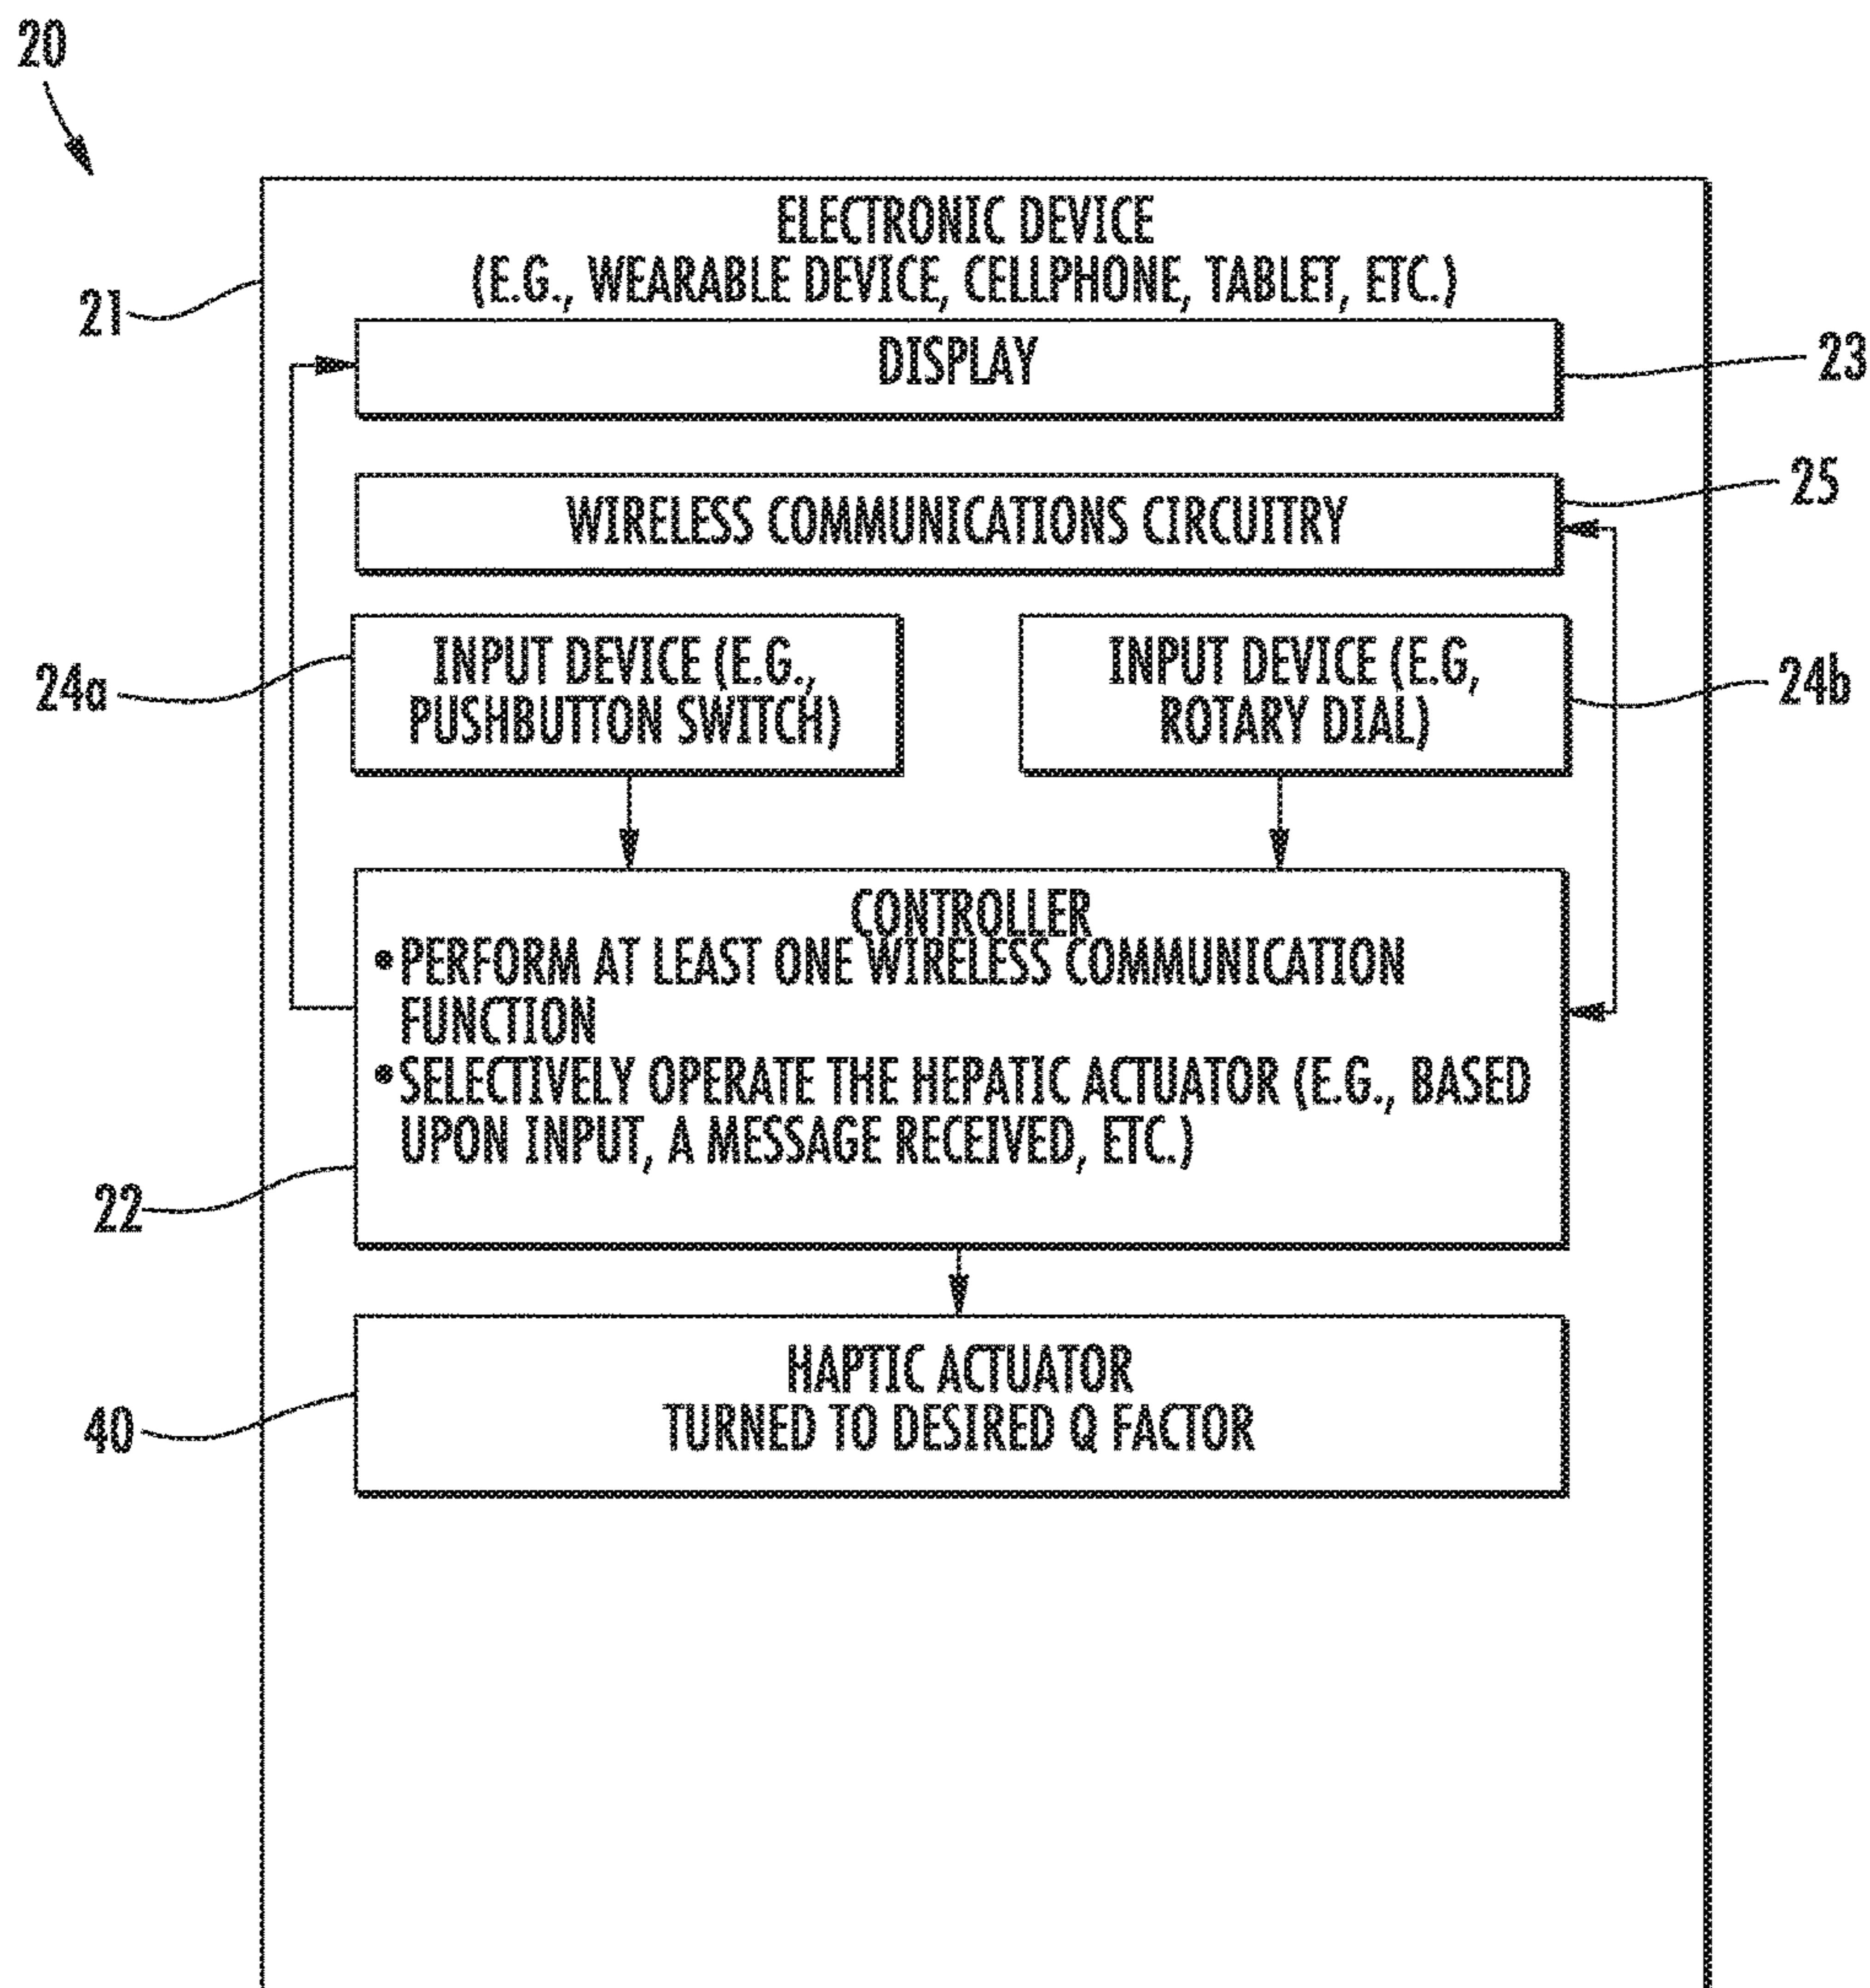 20
ELECTRONIC DEVICE
(E.G., WEARABLE DEVICE, CELLPHONE, TABLET, ETC.)
21
DISPLAY
23
25
WIRELESS COMMUNICATIONS CIRCUITRY
24a
INPUT DEVICE (E.G.,
PUSHBUTTON SWITCH)
INPUT DEVICE (E.G,
ROTARY DIAL)
24b
CONTROLLER
• PERFORM AT LEAST ONE WIRELESS COMMUNICATION
FUNCTION
• SELECTIVELY OPERATE THE HEPATIC ACTUATOR (E.G., BASED
UPON INPUT, A MESSAGE RECEIVED, ETC.)
22
HAPTIC ACTUATOR
TURNED TO DESIRED Q FACTOR
40